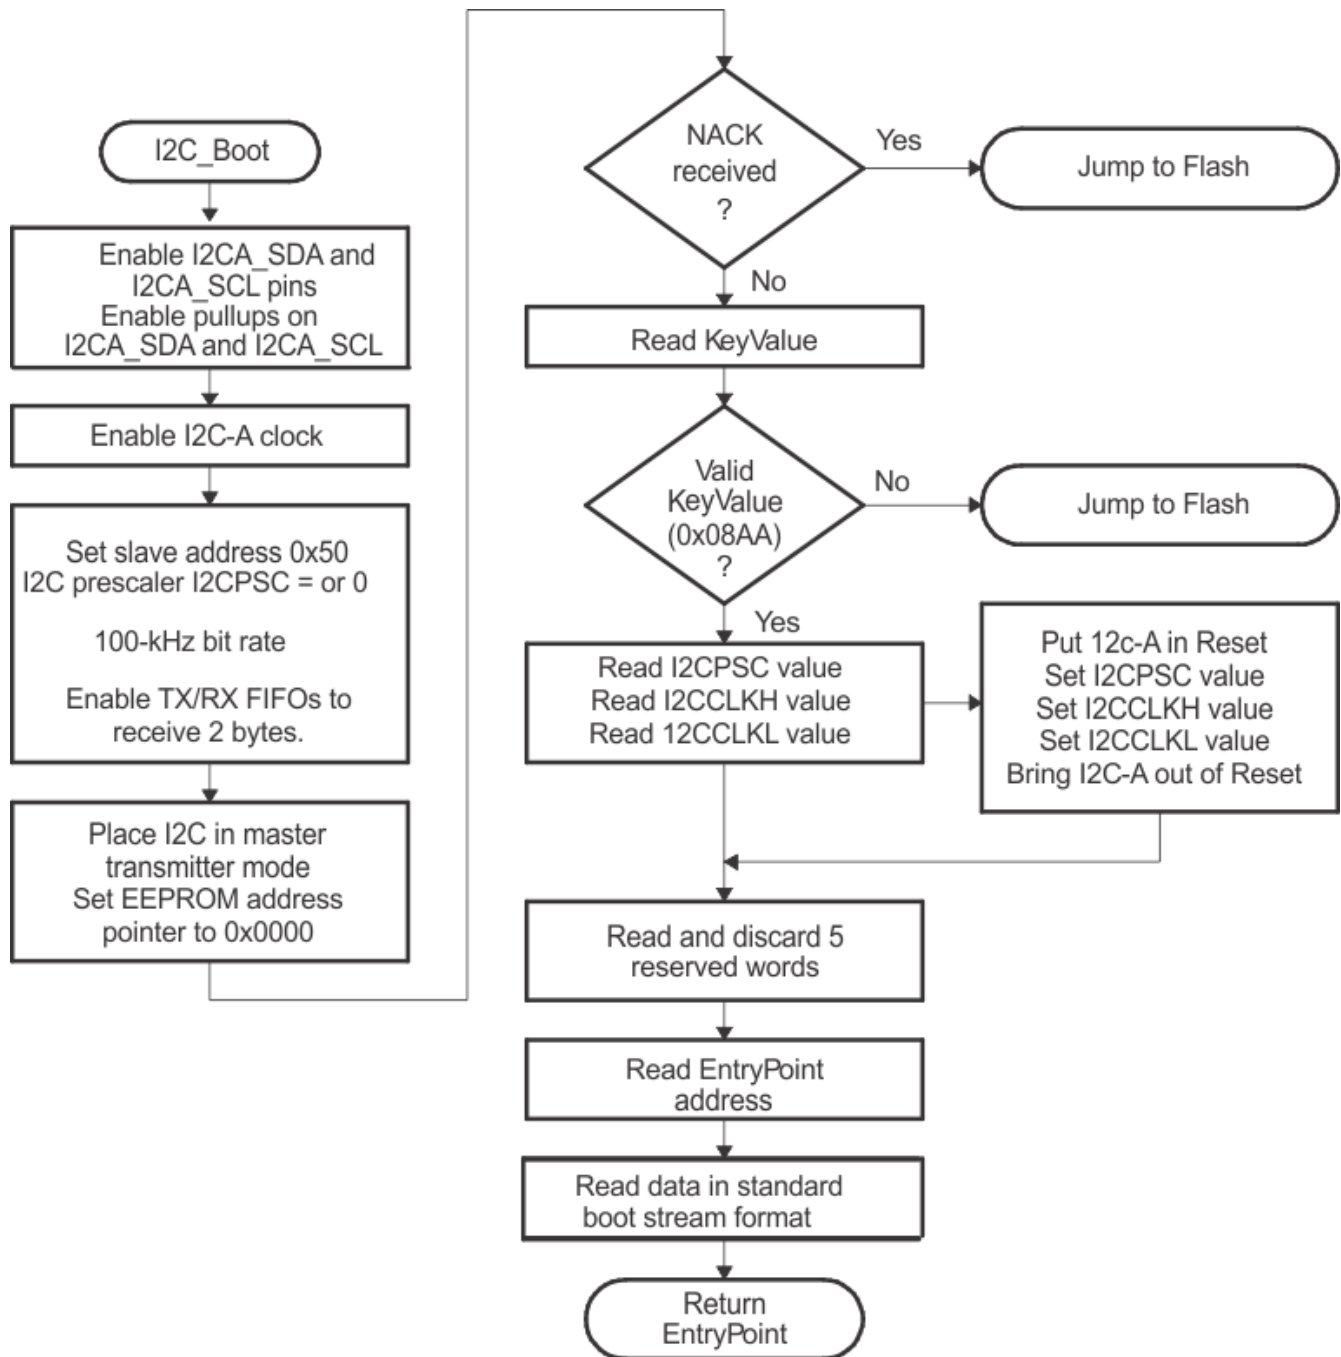 I2C_Boot
Enable I2CA_SDA and
I2CA_SCL pins
Enable pullups on
I2CA_SDA and I2CA_SCL
Enable I2C-A clock
Set slave address 0x50
I2C prescaler I2CPSC = or 0
100-kHz bit rate
Enable TX/RX FIFOs to
receive 2 bytes.
Place I2C in master
transmitter mode
Set EEPROM address
pointer to 0x0000
NACK
received
?
Yes
Jump to Flash
No
Read KeyValue
Valid
KeyValue
(0x08AA)
?
No
Jump to Flash
Yes
Read I2CPSC value
Read I2CCLKH value
Read 12CCLKL value
Put 12c-A in Reset
Set I2CPSC value
Set I2CCLKH value
Set I2CCLKL value
Bring I2C-A out of Reset
Read and discard 5
reserved words
Read EntryPoint
address
Read data in standard
boot stream format
Return
EntryPoint